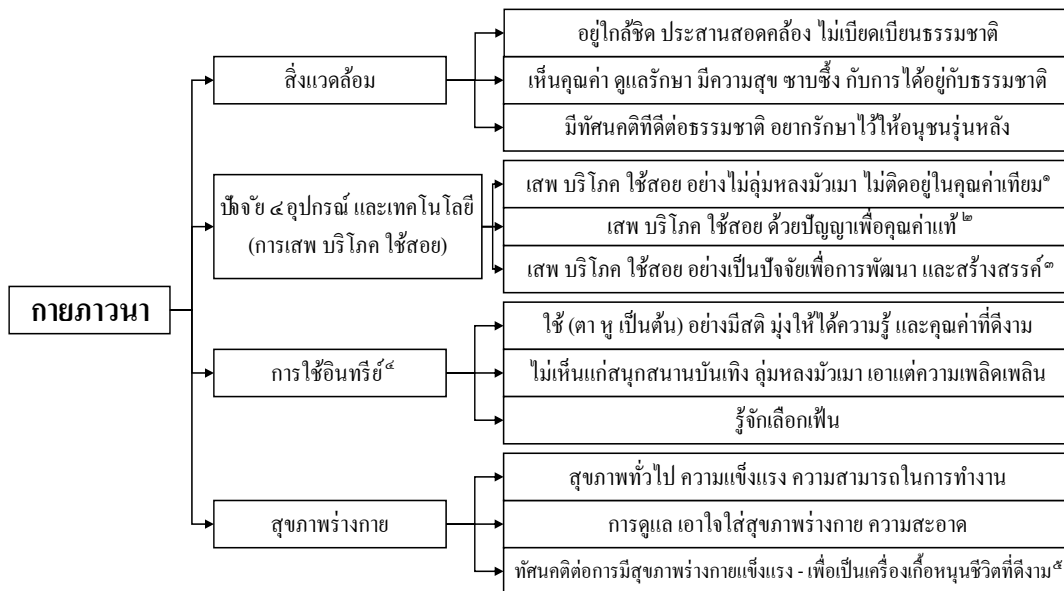 อยู่ใกล้ชิด ประสานสอดคล้อง ไม่เบียดเบียนธรรมชาติ
สิ่งแวดล้อม
เห็นคุณค่า ดูแลรักษา มีความสุข ซาบซึ้ง กับการได้อยู่กับธรรมชาติ
มีทัศนคติที่ดีต่อธรรมชาติ อยากรักษาไว้ให้อนุชนรุ่นหลัง
ปัจจัย ๔ อุปกรณ์ และเทคโนโลยี
(การเสพ บริโภค ใช้สอย)
เสพ บริโภค ใช้สอย อย่างไม่ลุ่มหลงมัวเมา ไม่ติดอยู่ในคุณค่าเทียม๑
เสพ บริโภค ใช้สอย ด้วยปัญญาเพื่อคุณค่าแท้๒
เสพ บริโภค ใช้สอย อย่างเป็นปัจจัยเพื่อการพัฒนา และสร้างสรรค์๓
กายภาวนา
ใช้ (ตา หู เป็นต้น) อย่างมีสติ มุ่งให้ได้ความรู้ และคุณค่าที่ดีงาม
การใช้อินทรีย์๔
ไม่เห็นแก่สนุกสนานบันเทิง ลุ่มหลงมัวเมา เอาแต่ความเพลิดเพลิน
รู้จักเลือกเฟ้น
สุขภาพทั่วไป ความแข็งแรง ความสามารถในการทำงาน
สุขภาพร่างกาย
การดูแล เอาใจใส่สุขภาพร่างกาย ความสะอาด
ทัศนคติต่อการมีสุขภาพร่างกายแข็งแรง - เพื่อเป็นเครื่องเกื้อหนุนชีวิตที่ดีงาม๕